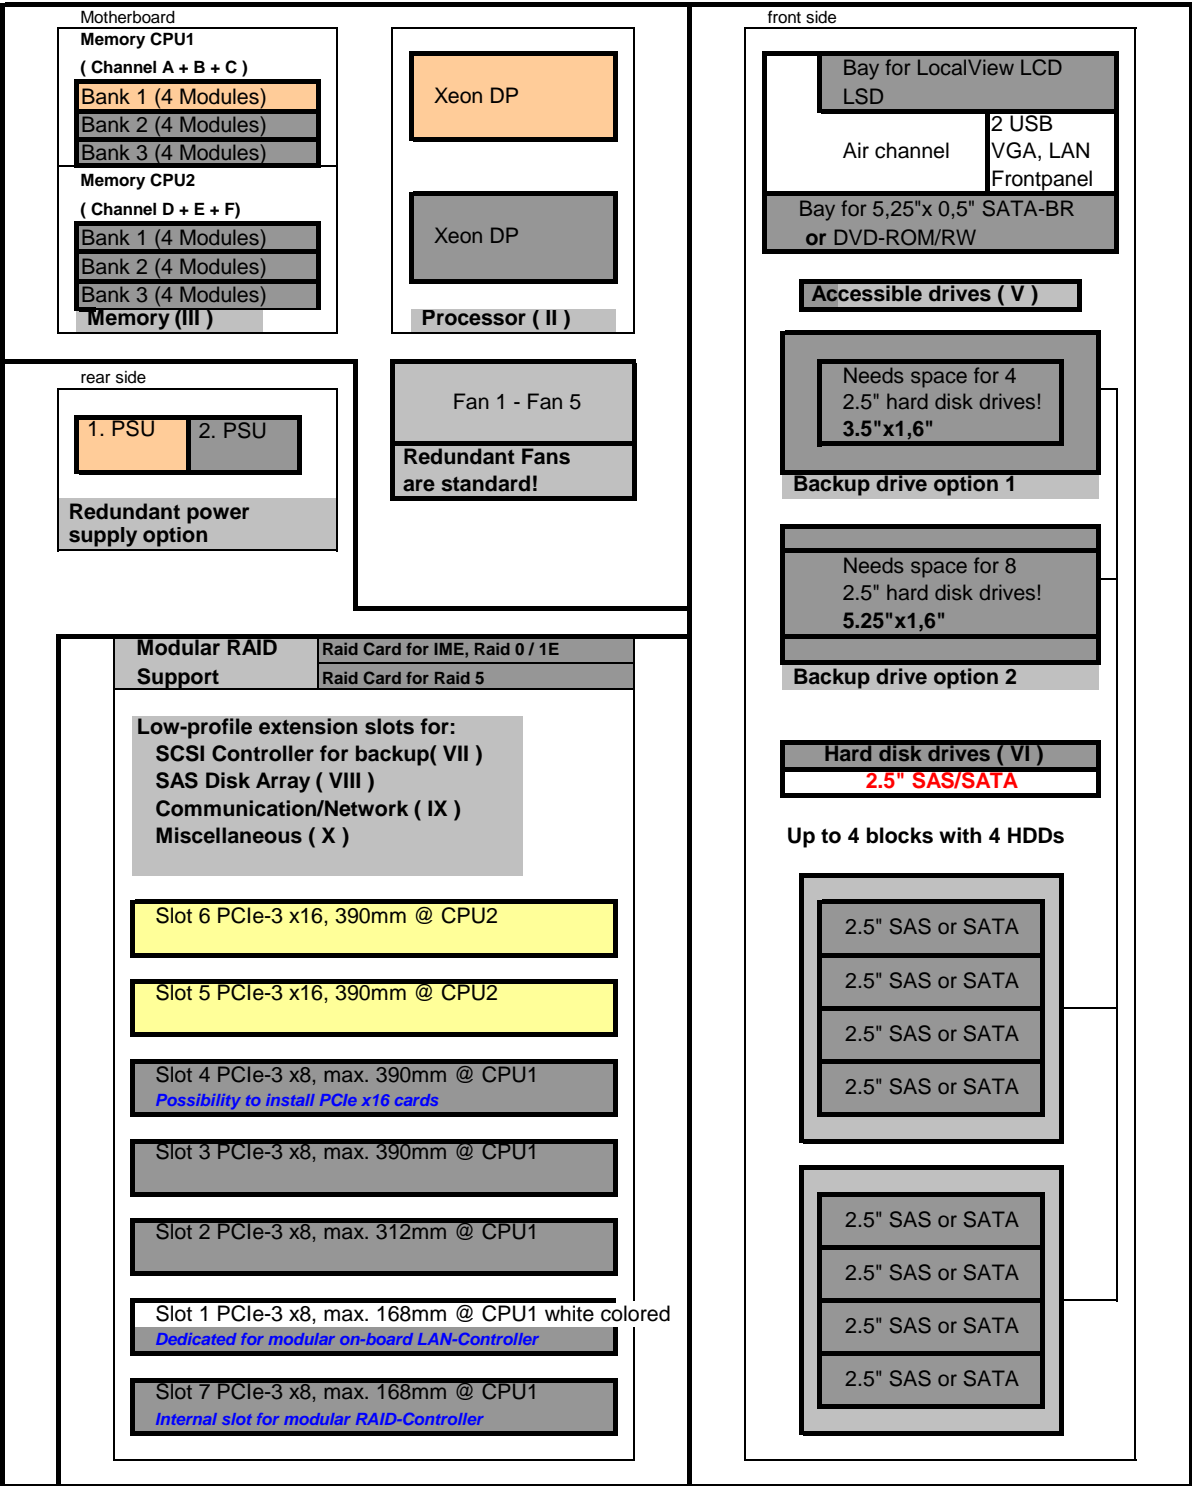 Motherboard
Memory CPU1
( Channel A + B + C )
Bank 1 (4 Modules)
Bank 2 (4 Modules)
Bank 3 (4 Modules)
Memory CPU2
( Channel D + E + F)
Bank 1 (4 Modules)
Bank 2 (4 Modules)
Bank 3 (4 Modules)
Memory (III )
Xeon DP
Xeon DP
Processor ( II )
rear side
1. PSU
2. PSU
Redundant power
supply option
Fan 1 - Fan 5
Redundant Fans
are standard!
Modular RAID
Support
Raid Card for IME, Raid 0 / 1E
Raid Card for Raid 5
Low-profile extension slots for:
SCSI Controller for backup( VII )
SAS Disk Array ( VIII )
Communication/Network ( IX )
Miscellaneous ( X )
Slot 6 PCIe-3 x16, 390mm @ CPU2
Slot 5 PCIe-3 x16, 390mm @ CPU2
Slot 4 PCIe-3 x8, max. 390mm @ CPU1
Possibility to install PCIe x16 cards
Slot 3 PCIe-3 x8, max. 390mm @ CPU1
Slot 2 PCIe-3 x8, max. 312mm @ CPU1
Slot 1 PCIe-3 x8, max. 168mm @ CPU1 white colored
Dedicated for modular on-board LAN-Controller
Slot 7 PCIe-3 x8, max. 168mm @ CPU1
Internal slot for modular RAID-Controller
front side
Bay for LocalView LCD
LSD
Air channel
2 USB
VGA, LAN
Frontpanel
Bay for 5,25"x 0,5" SATA-BR
or DVD-ROM/RW
Accessible drives ( V )
Needs space for 4
2.5" hard disk drives!
3.5"x1,6"
Backup drive option 1
Needs space for 8
2.5" hard disk drives!
5.25"x1,6"
Backup drive option 2
Hard disk drives ( VI )
2.5" SAS/SATA
Up to 4 blocks with 4 HDDs
2.5" SAS or SATA
2.5" SAS or SATA
2.5" SAS or SATA
2.5" SAS or SATA
2.5" SAS or SATA
2.5" SAS or SATA
2.5" SAS or SATA
2.5" SAS or SATA